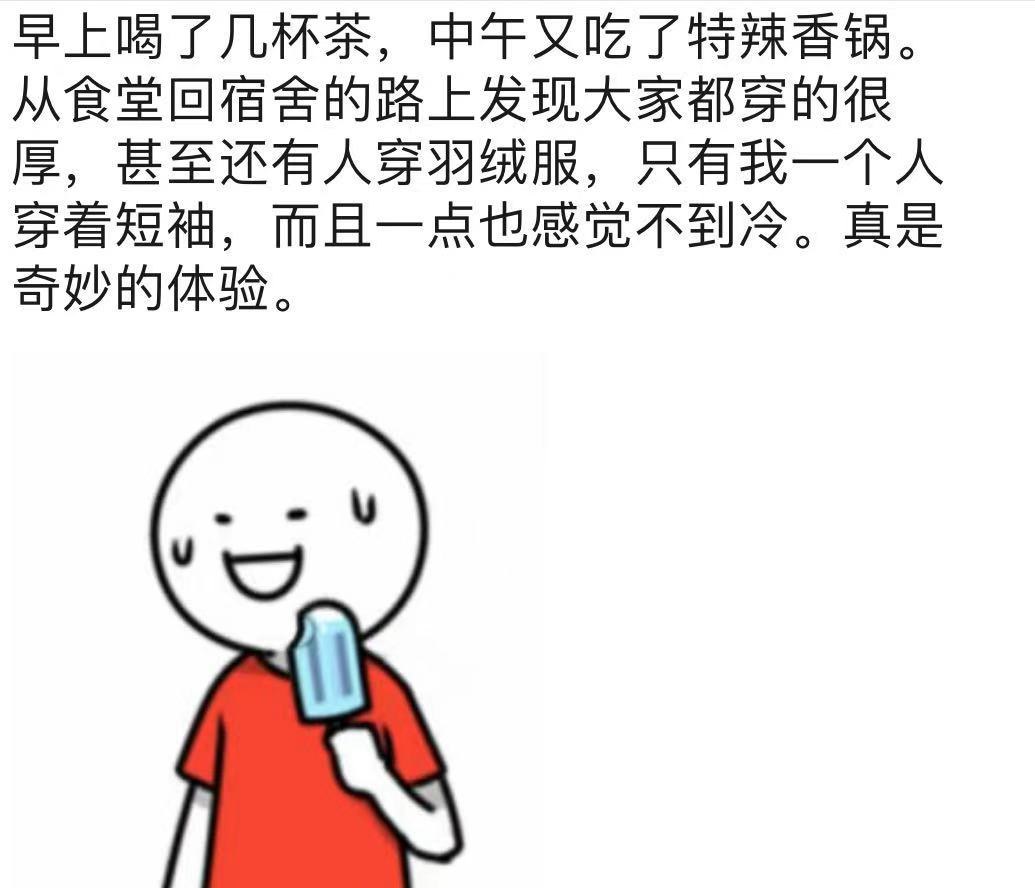 早上喝了几杯茶，中午又吃了特辣香锅。
从食堂回宿舍的路上发现大家都穿的很
厚，甚至还有人穿羽绒服，只有我一个人
穿着短袖，而且一点也感觉不到冷。真是
奇妙的体验。